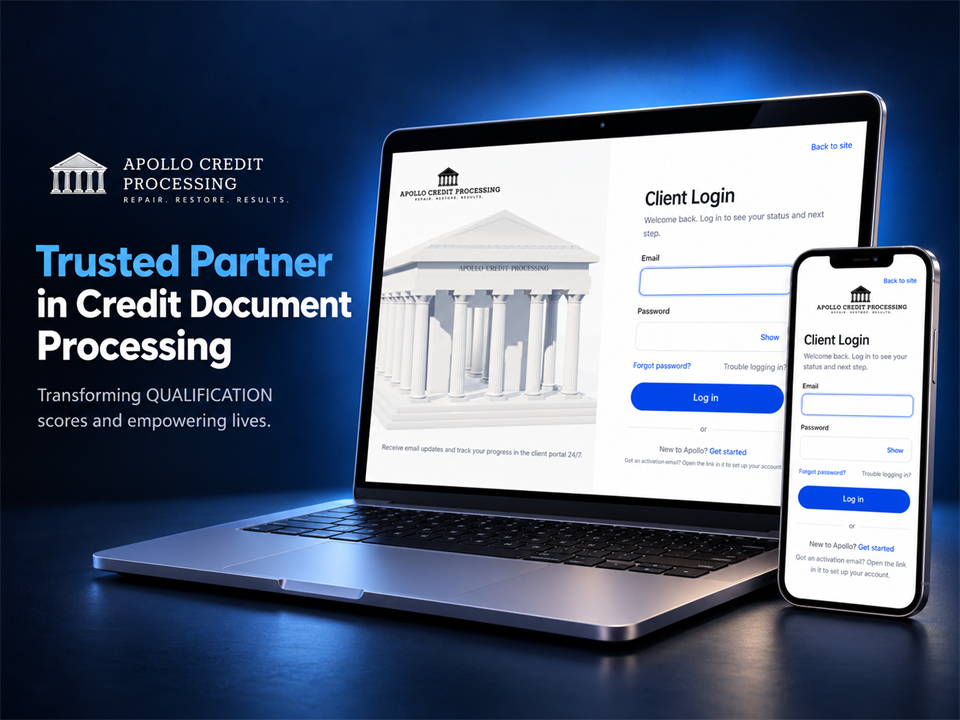 APOLLO CREDIT
PROCESSING
REPAIR. RESTORE. RESULTS.
Trusted Partner
in Credit Document
Processing
Transforming QUALIFICATION
scores and empowering lives.
APOLLO CREDIT PROCESSING
REPAIR. RESTORE. RESULTS.
APOLLO CREDIT PROCESSING
Receive email updates and track your progress in the client portal 24/7.
Back to site
Client Login
Welcome back. Log in to see your status and next
step.
Email
Password
Show
Forgot password? Trouble logging in?
Log in
or
New to Apollo? Get started
Got an activation email? Open the link in it to set up your account.
Back to site
APOLLO CREDIT PROCESSING
REPAIR. RESTORE. RESULTS.
Client Login
Welcome back. Log in to see your
status and next step.
Email
Password
Show
Forgot password? Trouble logging in?
Log in
or
New to Apollo? Get started
Got an activation email? Open the link
in it to set up your account.